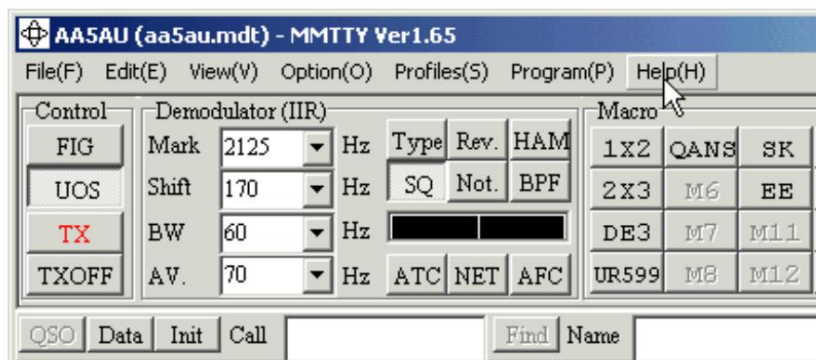 AA5AU (aa5au.mdt) - MMTTY Ver1.65
File(F) Edit(E) View(V) Option(O) Profiles(S) Program(P) Help(H)
Control Demodulator (IIR) Macro
FIG Mark 2125 Hz Type Rev. HAM 1X2 QANS SK
UOS Shift 170 Hz SQ Not. BPF 2X3 M6 EE
TX BW 60 Hz DE3 M7 M11
TXOFF AV. 70 Hz ATC NET AFC UR599 M8 M12
QSO Data Init Call Find Name